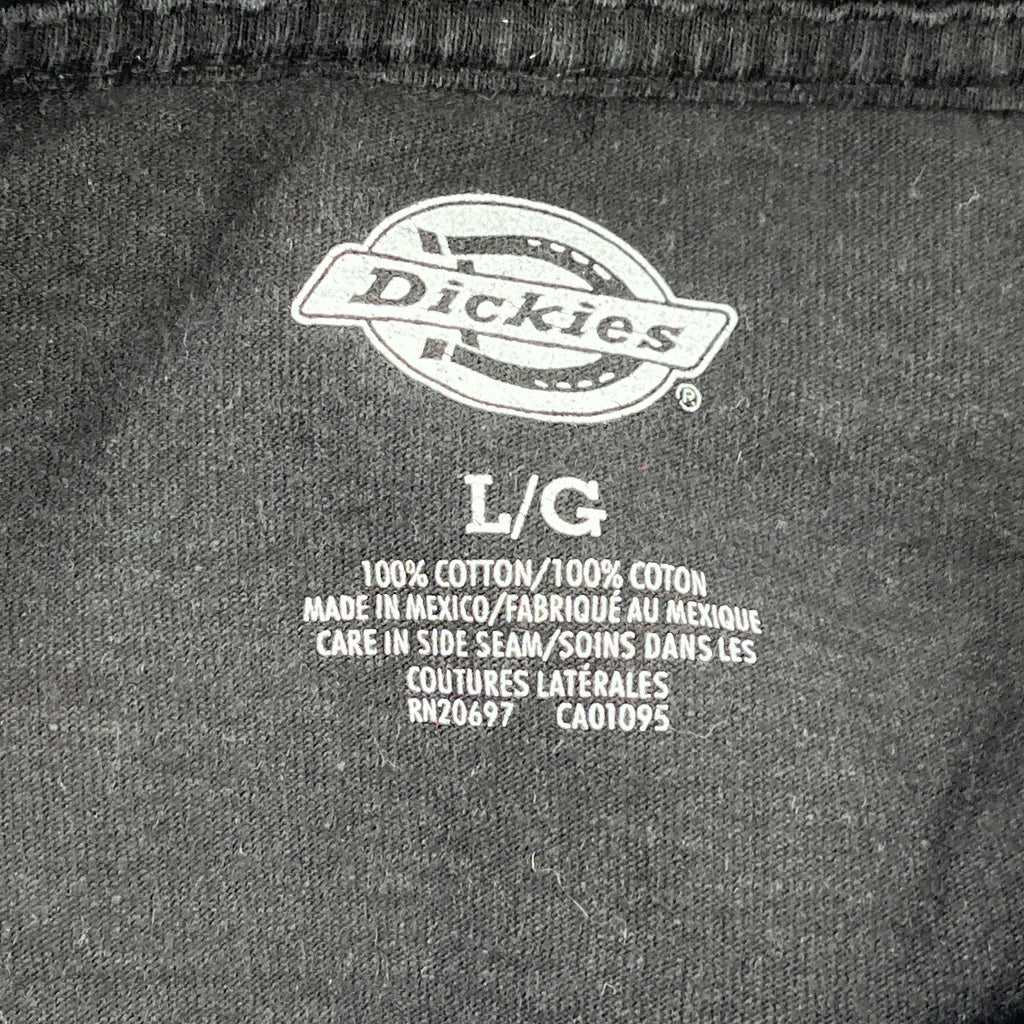 Dickies
®
L/G
100% COTTON/100% COTON
MADE IN MEXICO/FABRIQUÉ AU MEXIQUE
CARE IN SIDE SEAM/SOINS DANS LES
COUTURES LATÉRALES
RN20697 CA01095